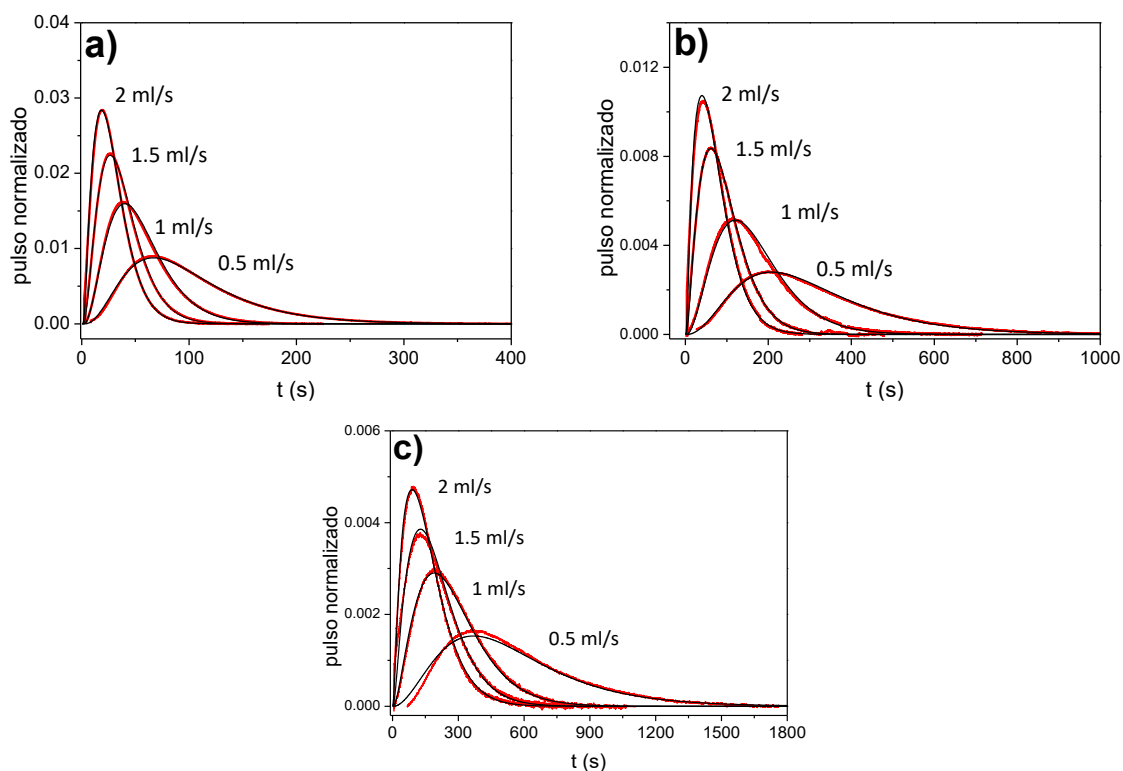 a)
pulso normalizado
0.04
0.03
0.02
0.01
0.00
2 ml/s
1.5 ml/s
1 ml/s
0.5 ml/s
0 100 200 300 400
t (s)
b)
pulso normalizado
0.012
0.008
0.004
0.000
2 ml/s
1.5 ml/s
1 ml/s
0.5 ml/s
0 200 400 600 800 1000
t (s)
c)
pulso normalizado
0.006
0.004
0.002
0.000
2 ml/s
1.5 ml/s
1 ml/s
0.5 ml/s
0 300 600 900 1200 1500 1800
t (s)